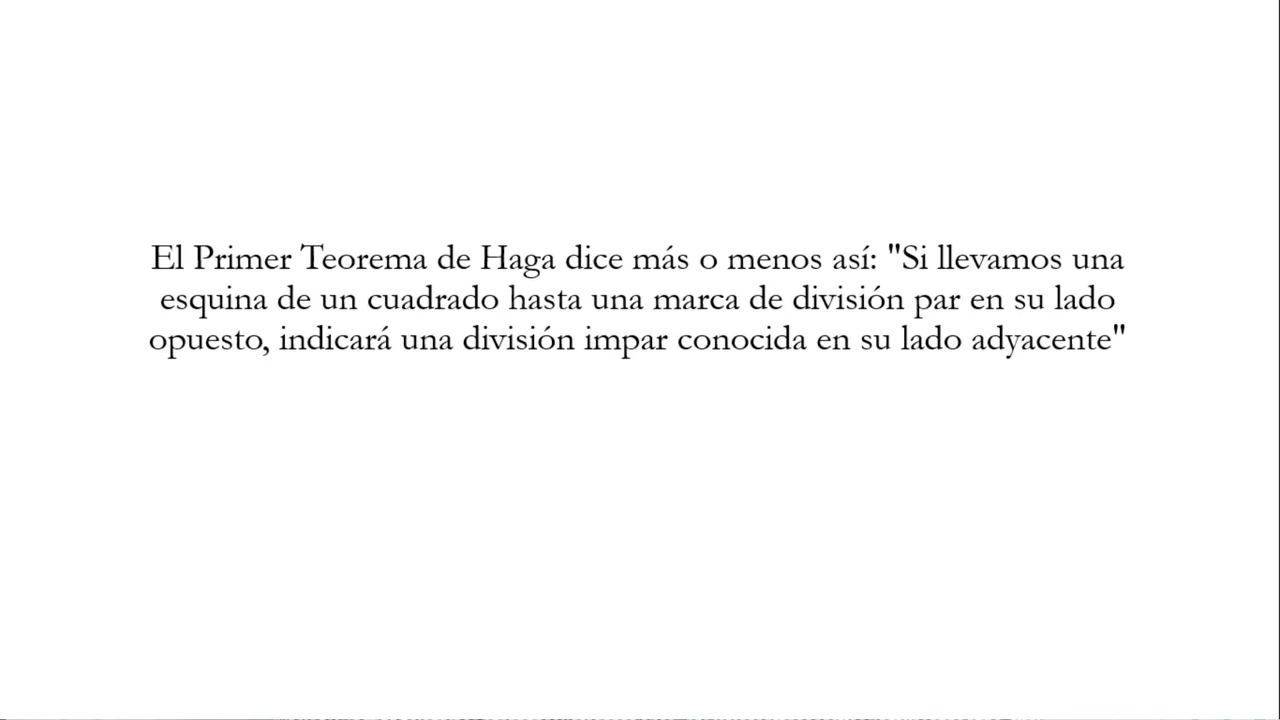 El Primer Teorema de Haga dice más o menos así: "Si llevamos una
esquina de un cuadrado hasta una marca de división par en su lado
opuesto, indicará una división impar conocida en su lado adyacente"